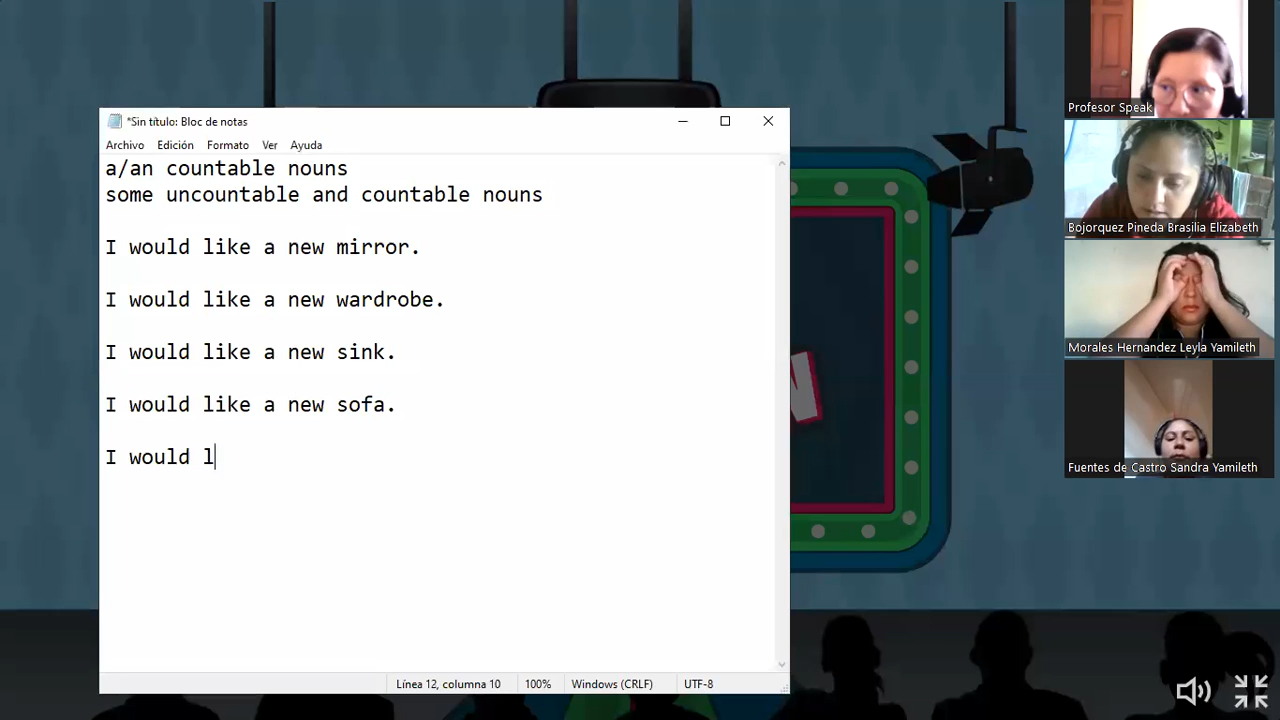 *Sin título: Bloc de notas
Archivo Edición Formato Ver Ayuda
a/an countable nouns
some uncountable and countable nouns
I would like a new mirror.
I would like a new wardrobe.
I would like a new sink.
I would like a new sofa.
I would l
Línea 12, columna 10 100% Windows (CRLF) UTF-8
Profesor Speak
Bojorquez Pineda Brasilia Elizabeth
Morales Hernandez Leyla Yamileth
Fuentes de Castro Sandra Yamileth